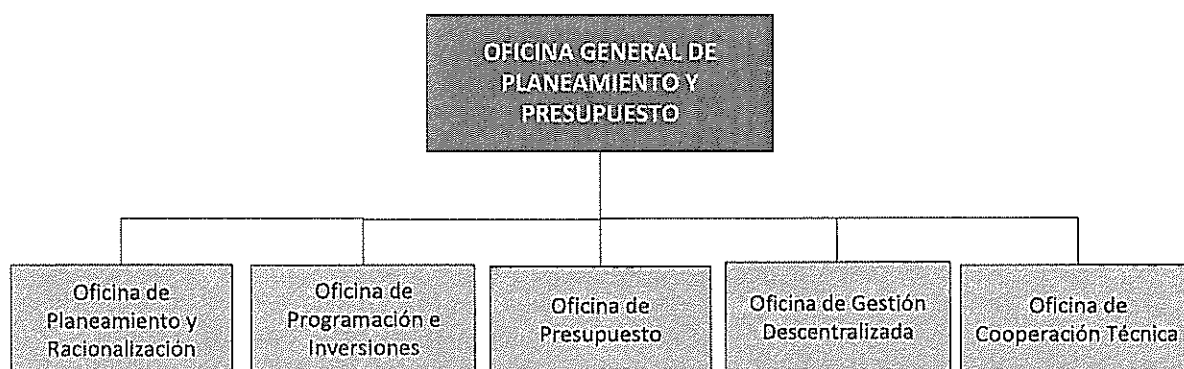 OFICINA GENERAL DE
PLANEAMIENTO Y
PRESUPUESTO
Oficina de
Planeamiento y
Racionalización
Oficina de
Programación e
Inversiones
Oficina de
Presupuesto
Oficina de Gestión
Descentralizada
Oficina de
Cooperación Técnica